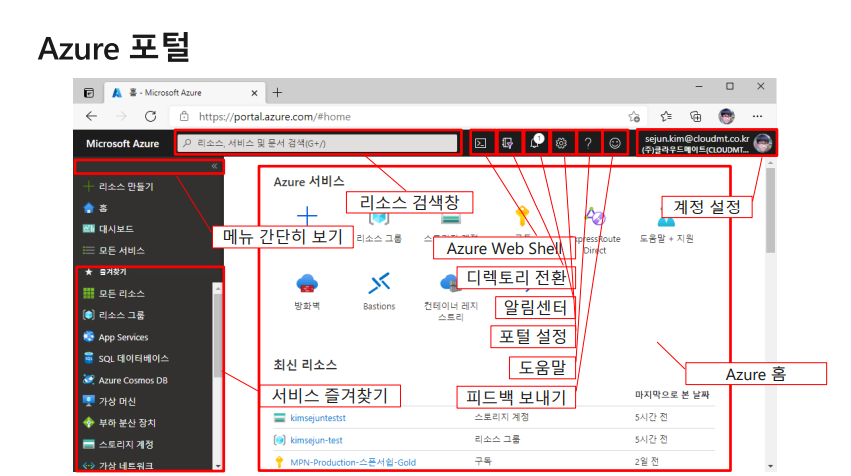 Azure 포털
홈 - Microsoft Azure
https://portal.azure.com/#home
Microsoft Azure
리소스, 서비스 및 문서 검색(G+/)
1
sejun.kim@cloudmt.co.kr
(주)클라우드메이트(CLOUDMT...
리소스 만들기
홈
대시보드
모든 서비스
즐겨찾기
모든 리소스
리소스 그룹
App Services
SQL 데이터베이스
Azure Cosmos DB
가상 머신
부하 분산 장치
스토리지 계정
가상 네트워크
Azure 서비스
리소스 검색창
계정 설정
메뉴 간단히 보기
리소스 그룹
Azure Web Shell
Direct
도움말 + 지원
디렉토리 전환
방화벽
Bastions
컨테이너 레지
스트리
알림센터
포털 설정
도움말
최신 리소스
Azure 홈
서비스 즐겨찾기
피드백 보내기
마지막으로 본 날짜
kimsejuntestst
스토리지 계정
5시간 전
kimsejun-test
리소스 그룹
5시간 전
MPN-Production-스폰서쉽-Gold
구독
2일 전